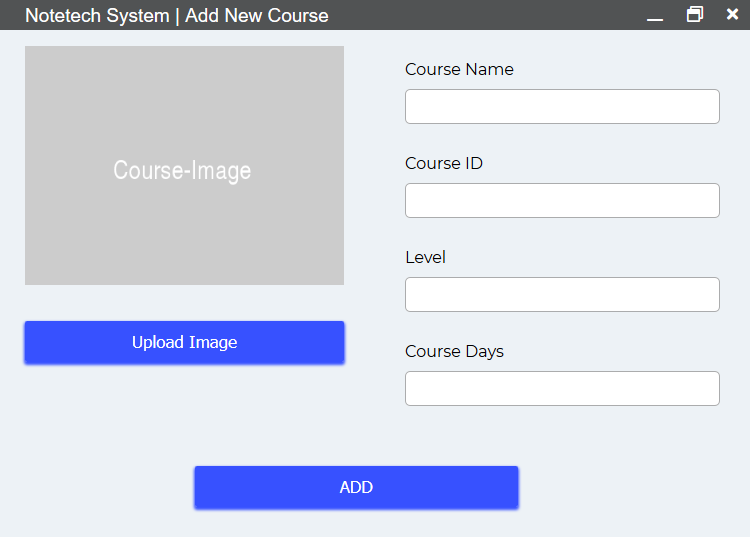 Notetech System | Add New Course
Course-Image
Upload Image
Course Name
Course ID
Level
Course Days
ADD